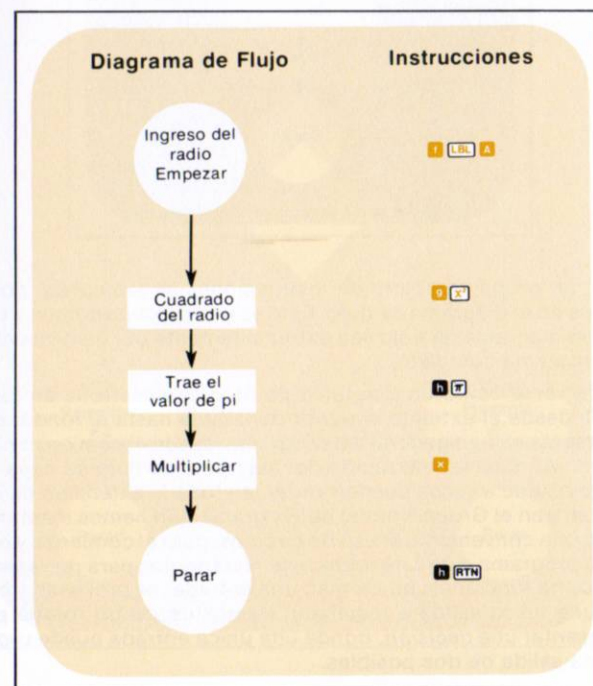 Diagrama de Flujo Instrucciones
Ingreso del
radio
Empezar
f LBL A
Cuadrado
del radio
g x²
Trae el
valor de pi
h π
Multiplicar
×
Parar
h RTN